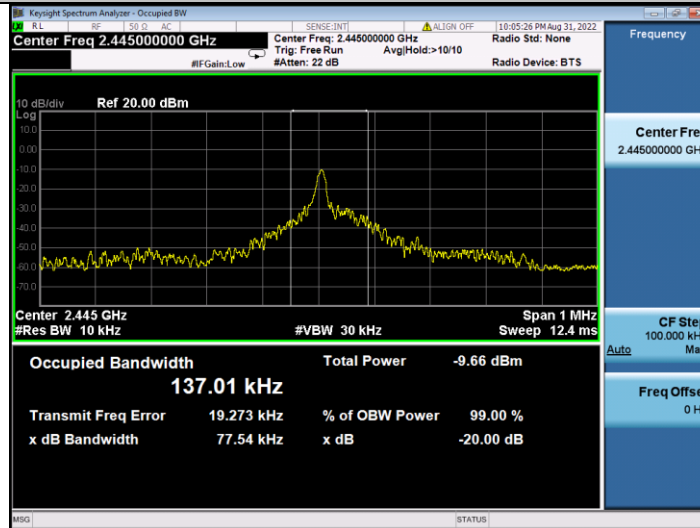 Keysight Spectrum Analyzer - Occupied BW
RL RF 50 Ω AC SENSE:INT ALIGN OFF 10:05:26 PM Aug 31, 2022
Center Freq 2.445000000 GHz
Center Freq: 2.445000000 GHz Radio Std: None
Trig: Free Run Avg|Hold:>10/10
#IFGain:Low #Atten: 22 dB Radio Device: BTS
Frequency
10 dB/div Ref 20.00 dBm
Log
10.0
0.00
-10.0
-20.0
-30.0
-40.0
-50.0
-60.0
-70.0
Center Fre
2.445000000 GH
Center 2.445 GHz Span 1 MHz
#Res BW 10 kHz #VBW 30 kHz Sweep 12.4 ms
CF Ste
100.000 kH
Auto Ma
Occupied Bandwidth Total Power -9.66 dBm
137.01 kHz
Transmit Freq Error 19.273 kHz % of OBW Power 99.00 %
x dB Bandwidth 77.54 kHz x dB -20.00 dB
Freq Offse
0 H
MSG STATUS